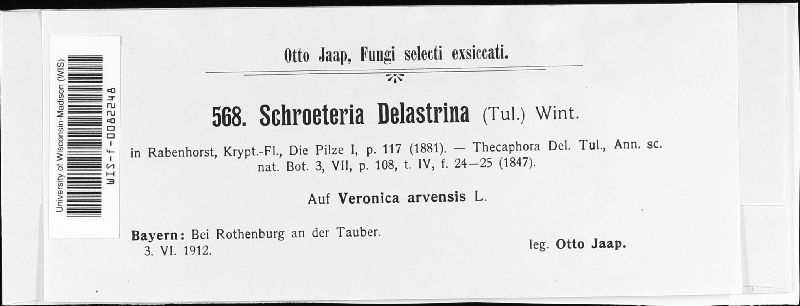 Otto Jaap, Fungi selecti exsiccati.
568. Schroeteria Delastrina (Tul.) Wint.
in Rabenhorst, Krypt.-Fl., Die Pilze I, p. 117 (1881). — Thecaphora Del. Tul., Ann. sc.
nat. Bot. 3, VII, p. 108, t. IV, f. 24—25 (1847).
Auf Veronica arvensis L.
Bayern: Bei Rothenburg an der Tauber.
3. VI. 1912.
leg. Otto Jaap.
University of Wisconsin-Madison (WIS)
WIS-f-0082248